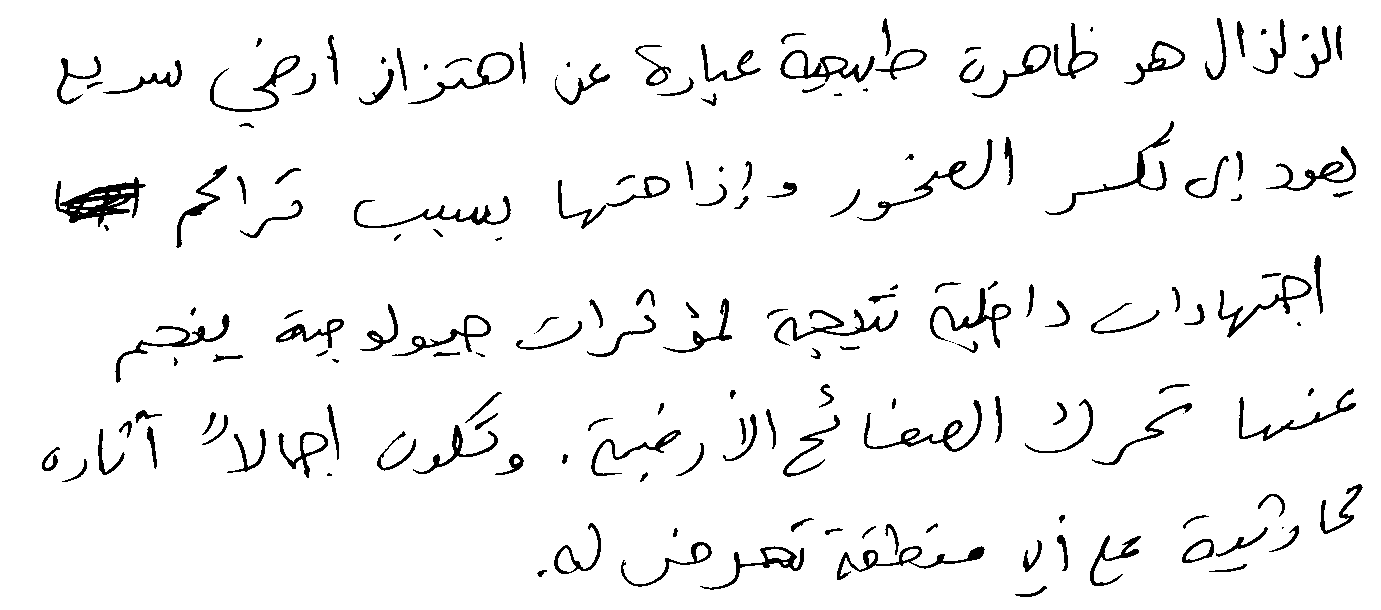 الزلزال هو ظاهرة طبيعية عبارة عن اهتزاز أرضي سريع
يعود إلى تكسر الصخور وإزاحتها بسبب تراكم
اجتهادات داخلية نتيجة لمؤثرات جيولوجية ينجم
عنها تحرك الصفائح الأرضية. وتكون إجمالاً آثاره
كارثية على أي منطقة تعرض له.